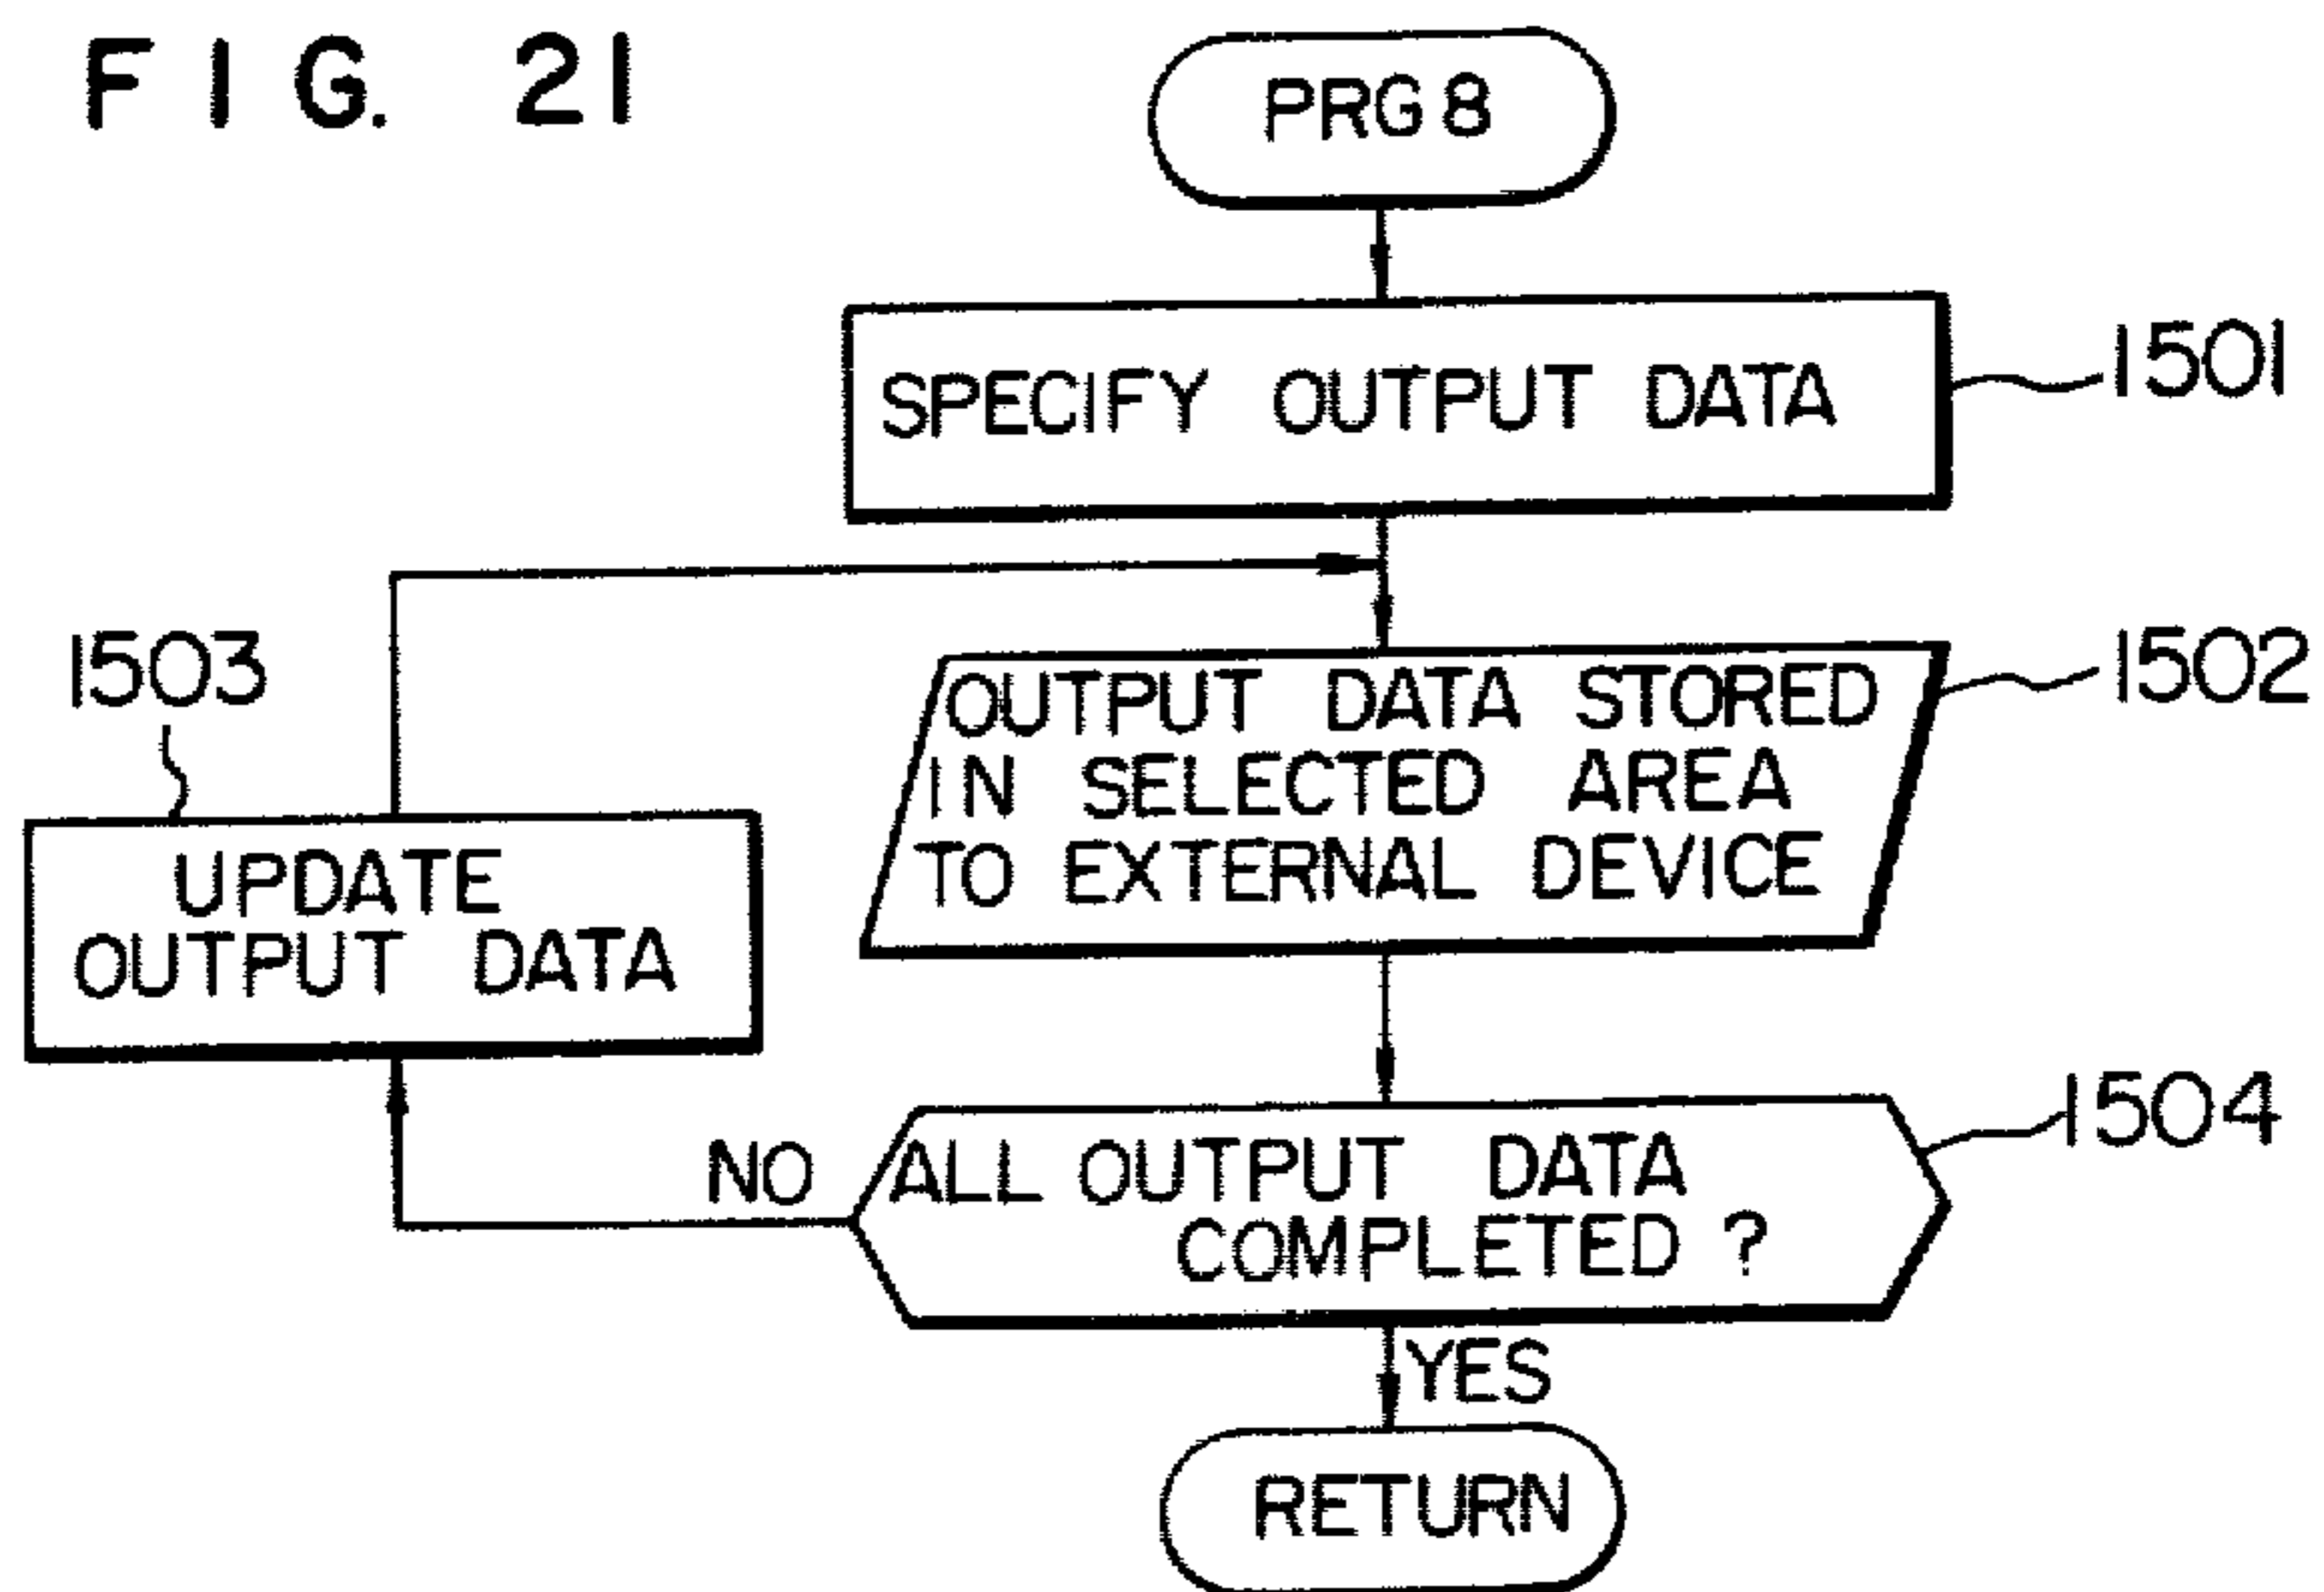 FIG. 21
PRG 8
SPECIFY OUTPUT DATA
1501
1503
OUTPUT DATA STORED
IN SELECTED AREA
TO EXTERNAL DEVICE
1502
UPDATE
OUTPUT DATA
NO
ALL OUTPUT DATA
COMPLETED ?
1504
YES
RETURN